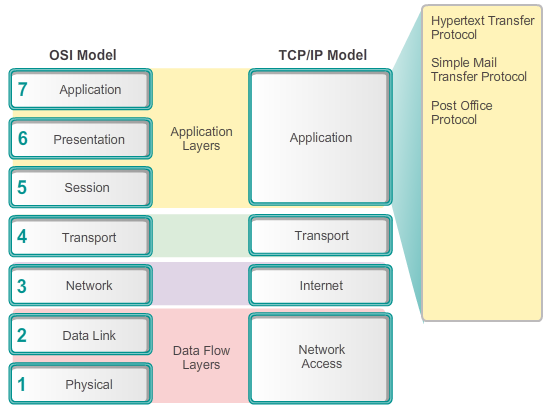 OSI Model
TCP/IP Model
7 Application
6 Presentation
5 Session
4 Transport
3 Network
2 Data Link
1 Physical
Application
Layers
Data Flow
Layers
Application
Transport
Internet
Network
Access
Hypertext Transfer
Protocol
Simple Mail
Transfer Protocol
Post Office
Protocol